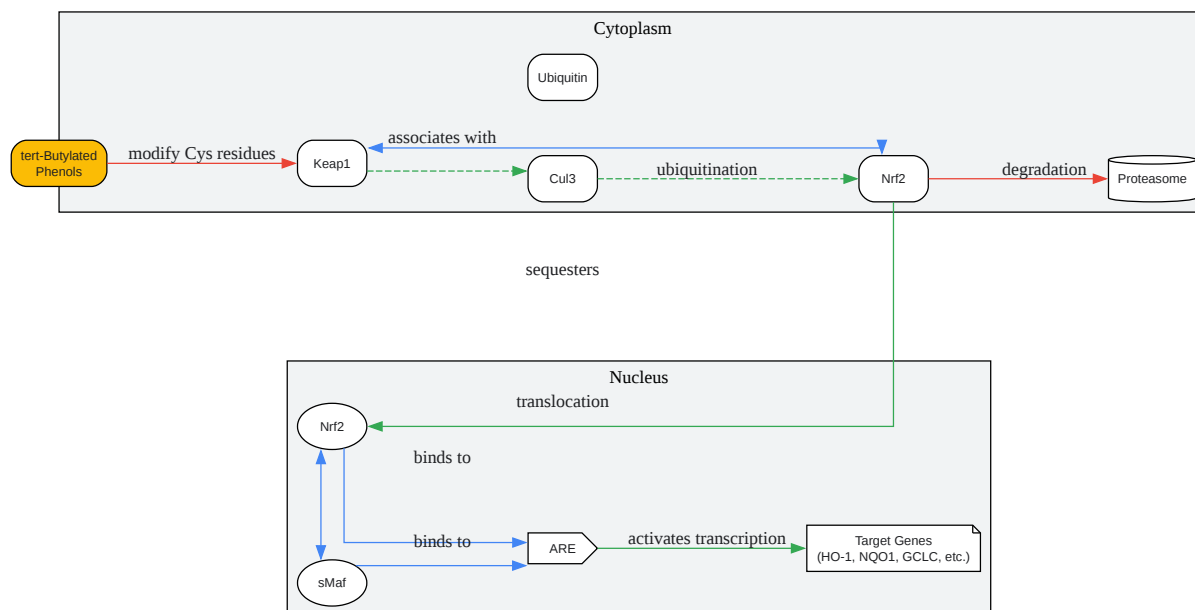 Cytoplasm
Ubiquitin
associates with
tert-Butylated
Phenols
modify Cys residues
Keap1
Cul3
ubiquitination
Nrf2
degradation
Proteasome
sequesters
Nucleus
translocation
Nrf2
binds to
binds to
ARE
activates transcription
Target Genes
(HO-1, NQO1, GCLC, etc.)
sMaf